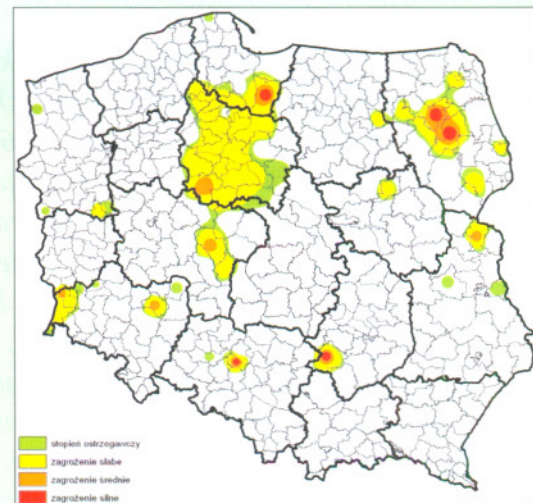 stopień ostrzegawczy
zagrożenie słabe
zagrożenie średnie
zagrożenie silne